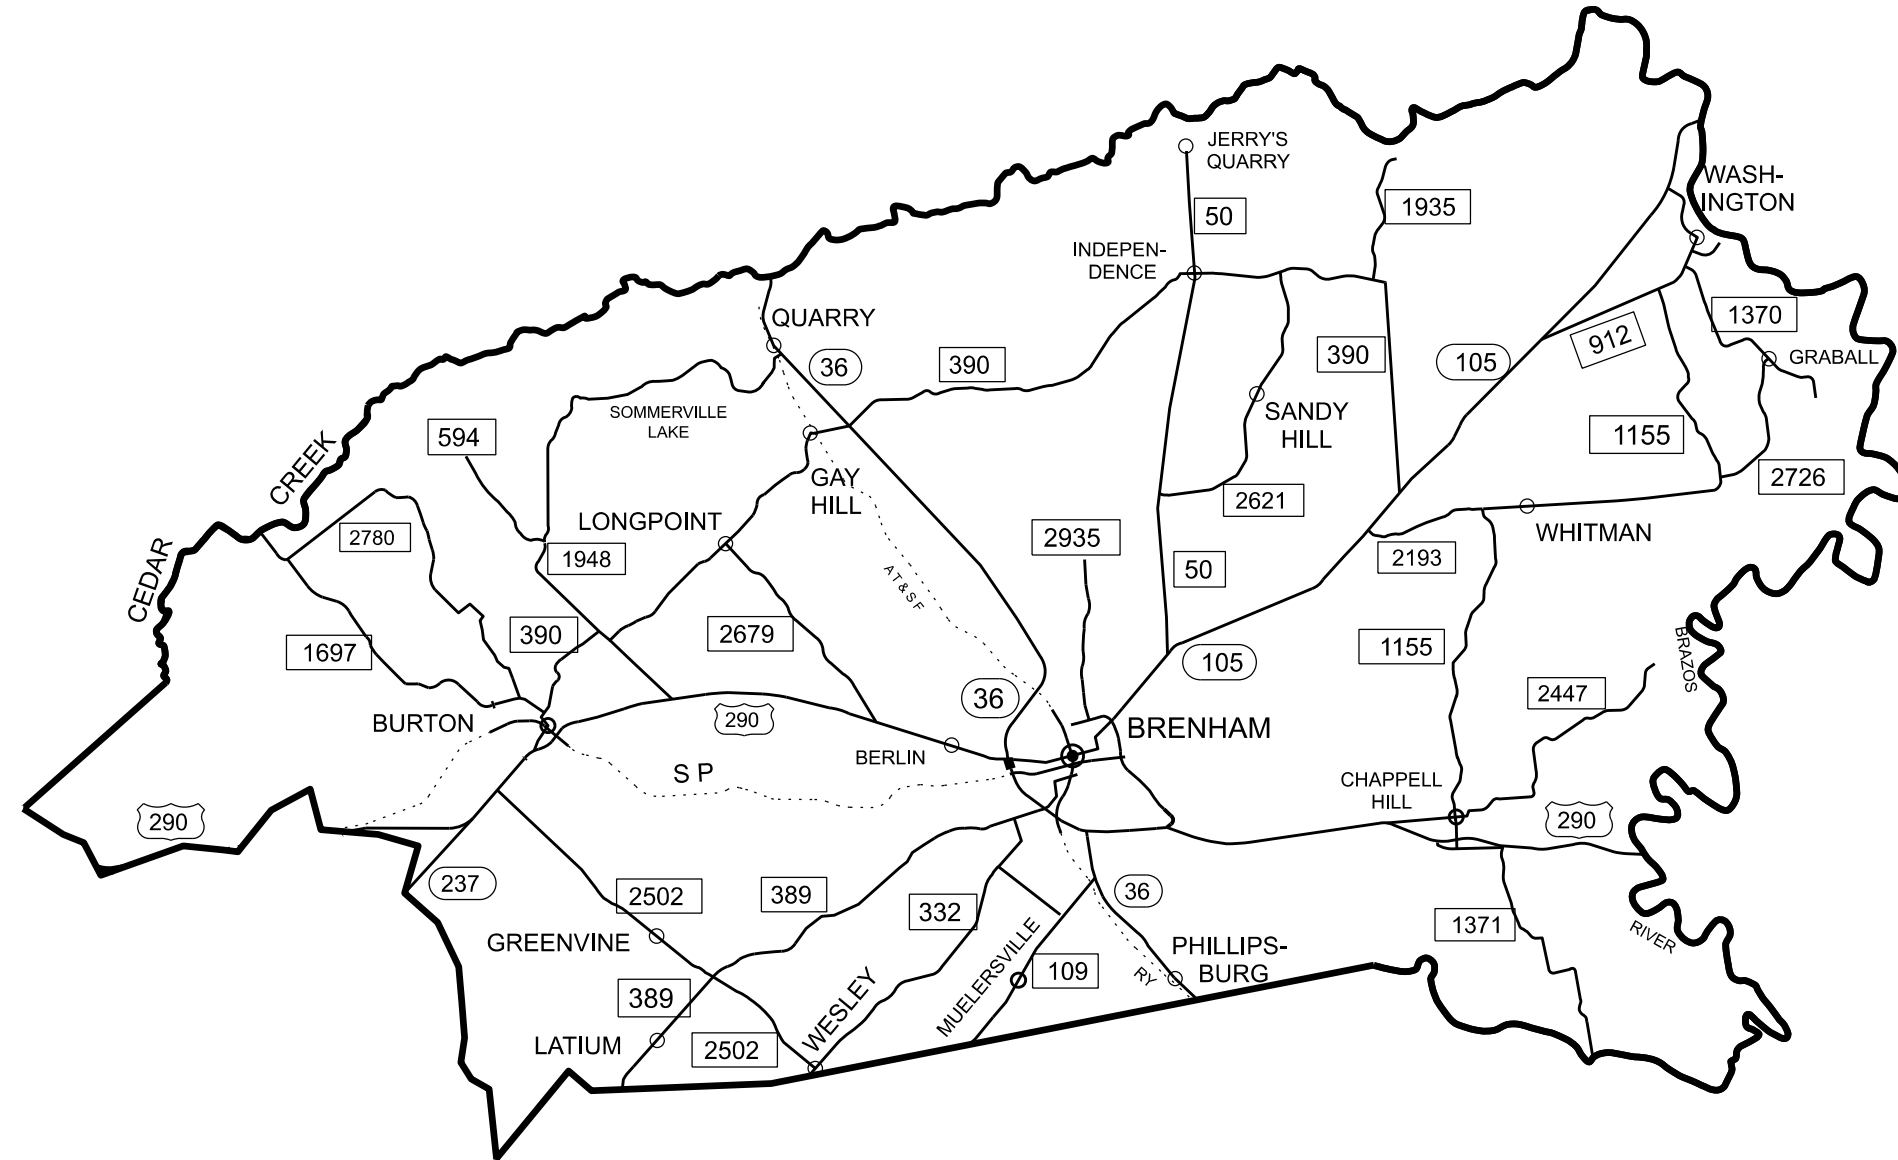 JERRY'S
QUARRY
50
1935
WASH-
INGTON
INDEPEN-
DENCE
QUARRY
36
390
390
105
912
1370
GRABALL
SOMMERVILLE
LAKE
594
SANDY
HILL
1155
2726
CREEK
GAY
HILL
2621
LONGPOINT
2780
1948
2935
50
2193
WHITMAN
CEDAR
AT&SF
1697
390
2679
105
1155
BRAZOS
2447
36
BURTON
290
BERLIN
BRENHAM
S P
CHAPPELL
HILL
290
290
237
2502
389
332
36
1371
RIVER
GREENVINE
MUELERSVILLE
109
RY
PHILLIPS-
BURG
389
LATIUM
2502
WESLEY